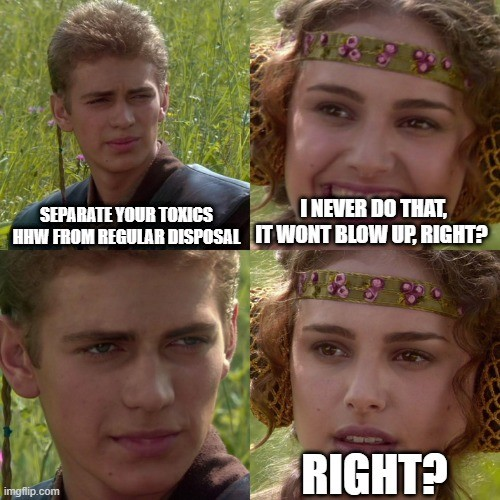 SEPARATE YOUR TOXICS
HHW FROM REGULAR DISPOSAL
I NEVER DO THAT,
IT WONT BLOW UP, RIGHT?
RIGHT?
imgflip.com